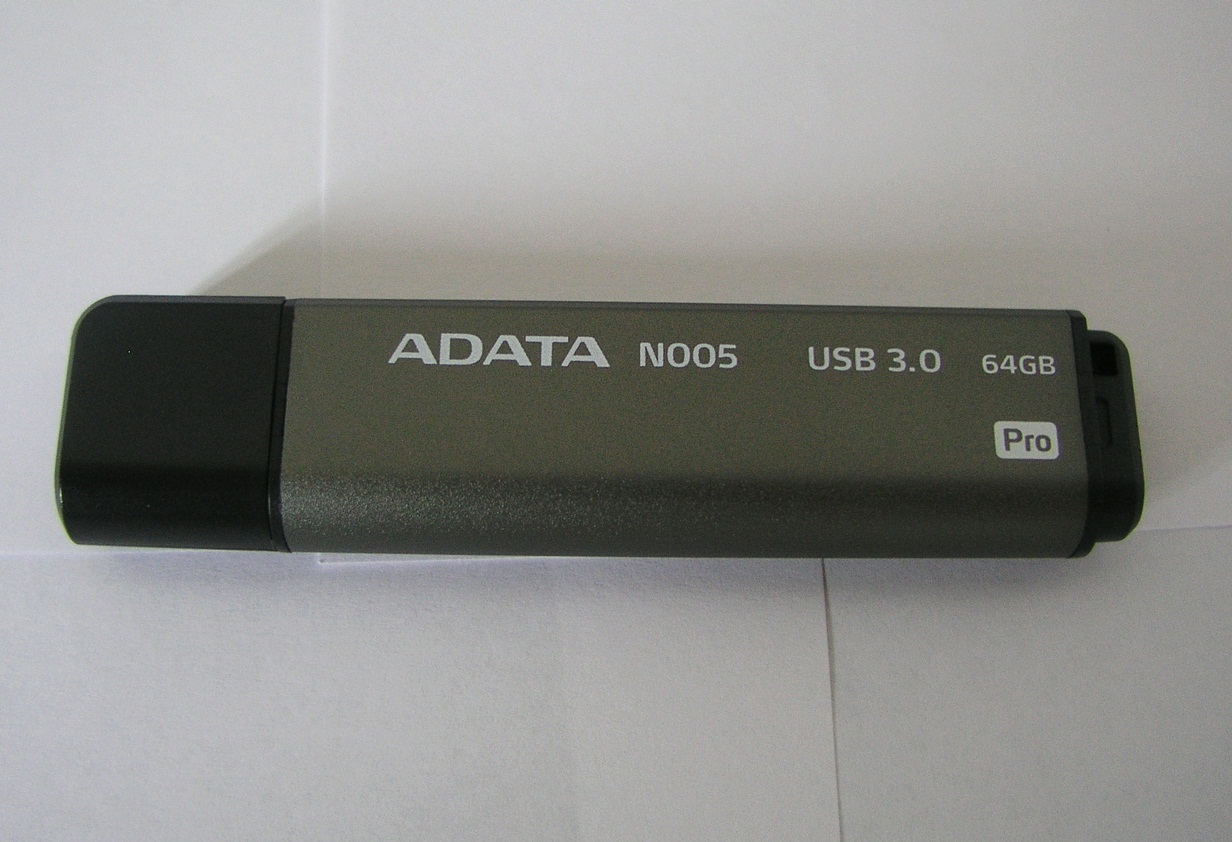 ADATA N005 USB 3.0 64GB
Pro